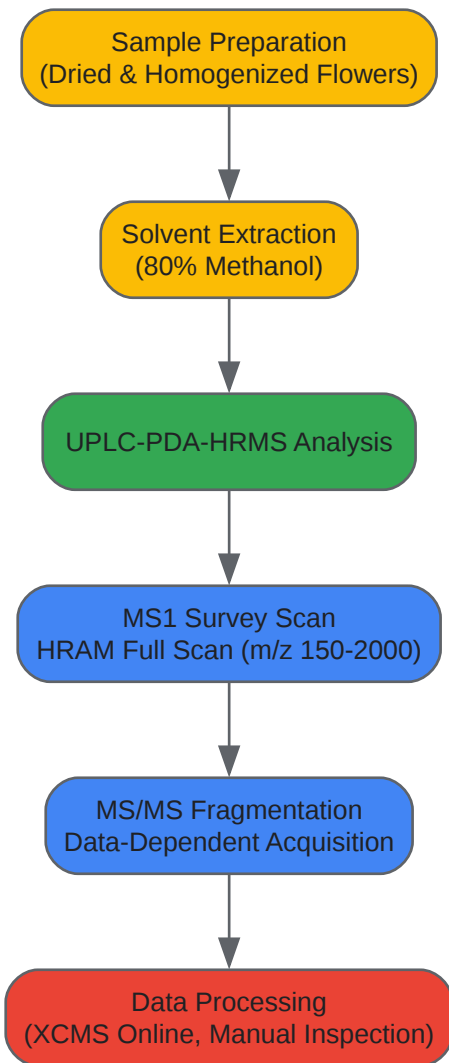 Sample Preparation
(Dried & Homogenized Flowers)
Solvent Extraction
(80% Methanol)
UPLC-PDA-HRMS Analysis
MS1 Survey Scan
HRAM Full Scan (m/z 150-2000)
MS/MS Fragmentation
Data-Dependent Acquisition
Data Processing
(XCMS Online, Manual Inspection)